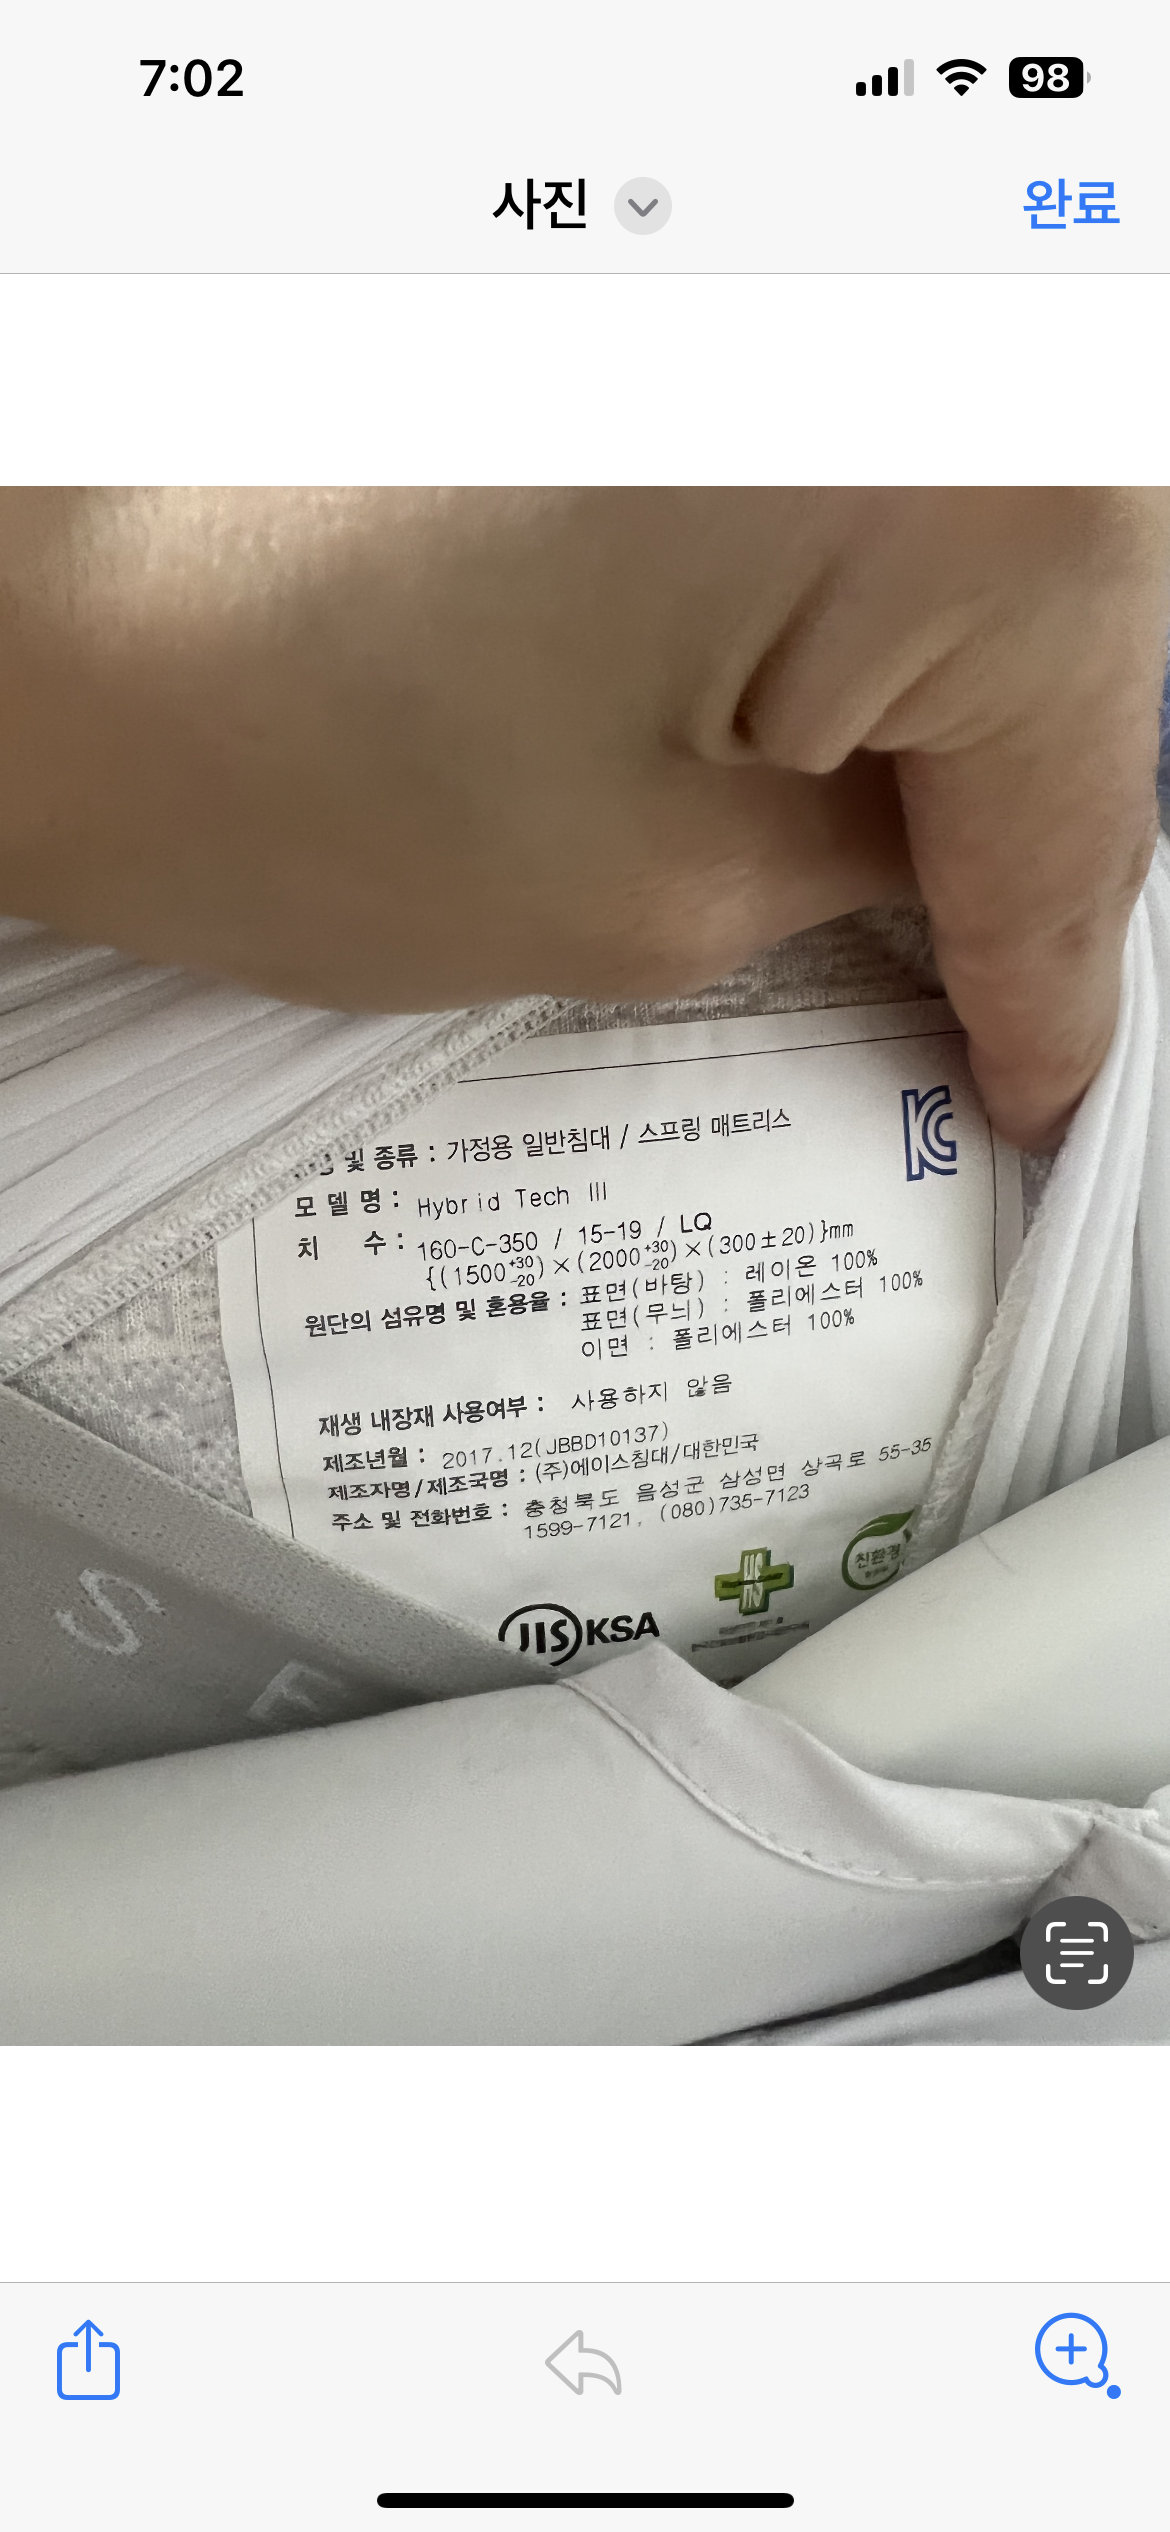 7:02
98
사진
완료
및 종류 : 가정용 일반침대 / 스프링 매트리스
모 델 명 : Hybrid Tech III
치 수 : 160-C-350 / 15-19 / LQ
{(1500+30-20)×(2000+30-20)×(300±20)}mm
원단의 섬유명 및 혼용율 : 표면(바탕) : 레이온 100%
표면(무늬) : 폴리에스터 100%
이면 : 폴리에스터 100%
재생 내장재 사용여부 : 사용하지 않음
제조년월 : 2017.12(JBBD10137)
제조자명/제조국명 : (주)에이스침대/대한민국
주소 및 전화번호 : 충청북도 음성군 삼성면 상곡로 55-35
1599-7121, (080)735-7123
친환경
JIS KSA
S